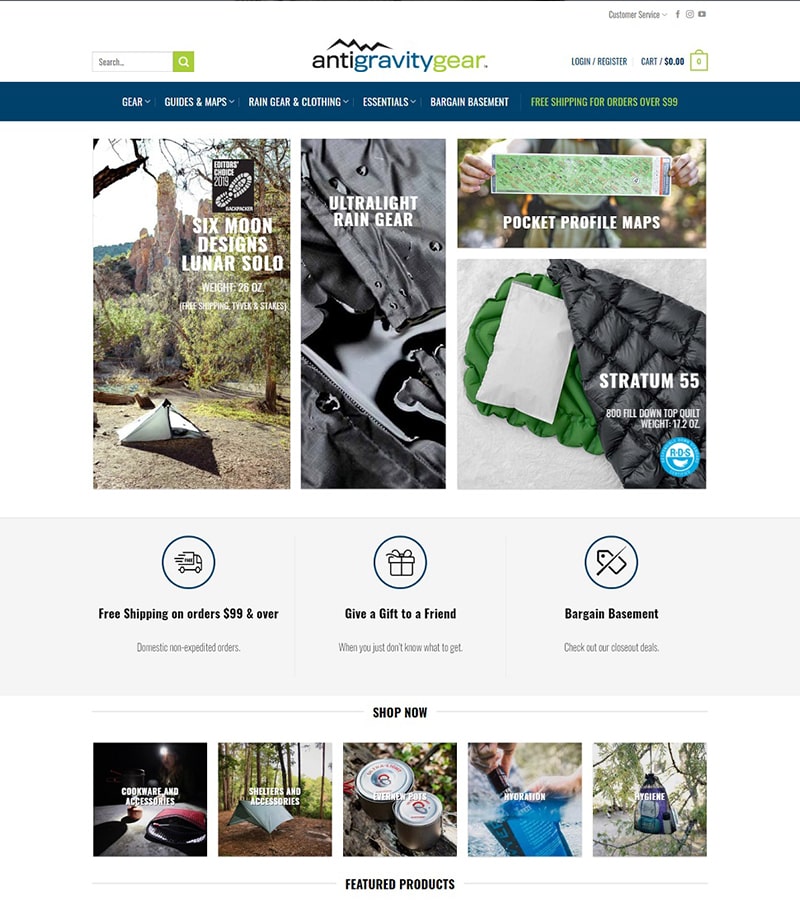 Customer Service
Search...
antigravitygear
LOGIN / REGISTER
CART / $0.00
0
GEAR
GUIDES & MAPS
RAIN GEAR & CLOTHING
ESSENTIALS
BARGAIN BASEMENT
FREE SHIPPING FOR ORDERS OVER $99
EDITORS'
CHOICE
2019
BACKPACKER
SIX MOON
DESIGNS
LUNAR SOLO
WEIGHT: 26 OZ.
(FREE SHIPPING, TYVEK & STAKES)
ULTRALIGHT
RAIN GEAR
POCKET PROFILE MAPS
STRATUM 55
800 FILL DOWN TOP QUILT
WEIGHT: 17.2 OZ.
R·D·S
FREE
Free Shipping on orders $99 & over
Domestic non-expedited orders.
Give a Gift to a Friend
When you just don't know what to get.
Bargain Basement
Check out our closeout deals.
SHOP NOW
COOKWARE AND
ACCESSORIES
SHELTERS AND
ACCESSORIES
EVERNEW POTS
HYDRATION
HYGIENE
FEATURED PRODUCTS